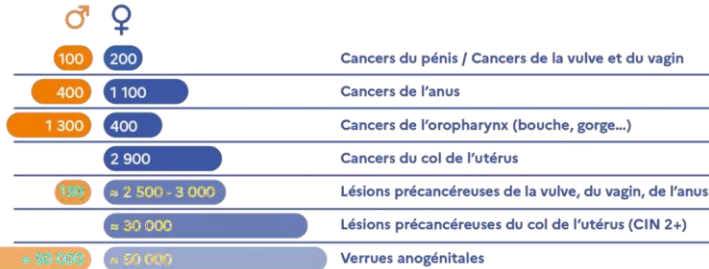 100 200 Cancers du pénis / Cancers de la vulve et du vagin
400 1 100 Cancers de l'anus
1 300 400 Cancers de l'oropharynx (bouche, gorge...)
2 900 Cancers du col de l'utérus
≈ 2 500 - 3 000 Lésions précancéreuses de la vulve, du vagin, de l'anus
≈ 30 000 Lésions précancéreuses du col de l'utérus (CIN 2+)
≈ 50 000 ≈ 50 000 Verrues anogénitales